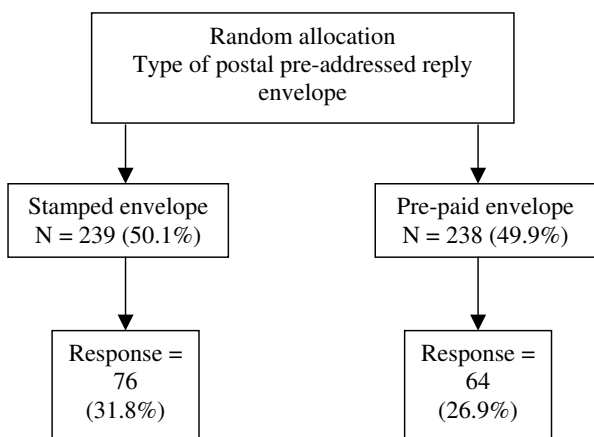 Random allocation
Type of postal pre-addressed reply
envelope
Stamped envelope
N = 239 (50.1%)
Pre-paid envelope
N = 238 (49.9%)
Response =
76
(31.8%)
Response =
64
(26.9%)